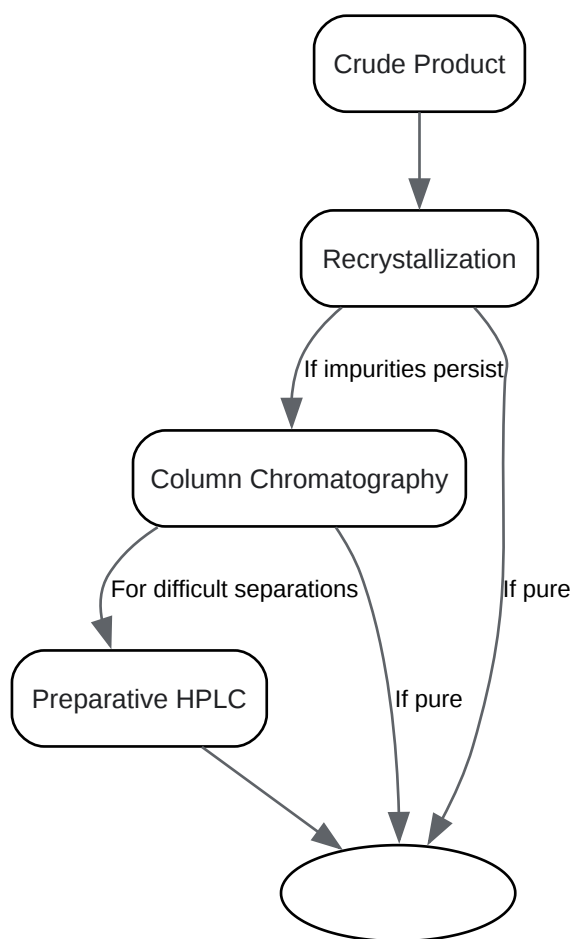 Crude Product
Recrystallization
If impurities persist
Column Chromatography
For difficult separations
If pure
Preparative HPLC
If pure